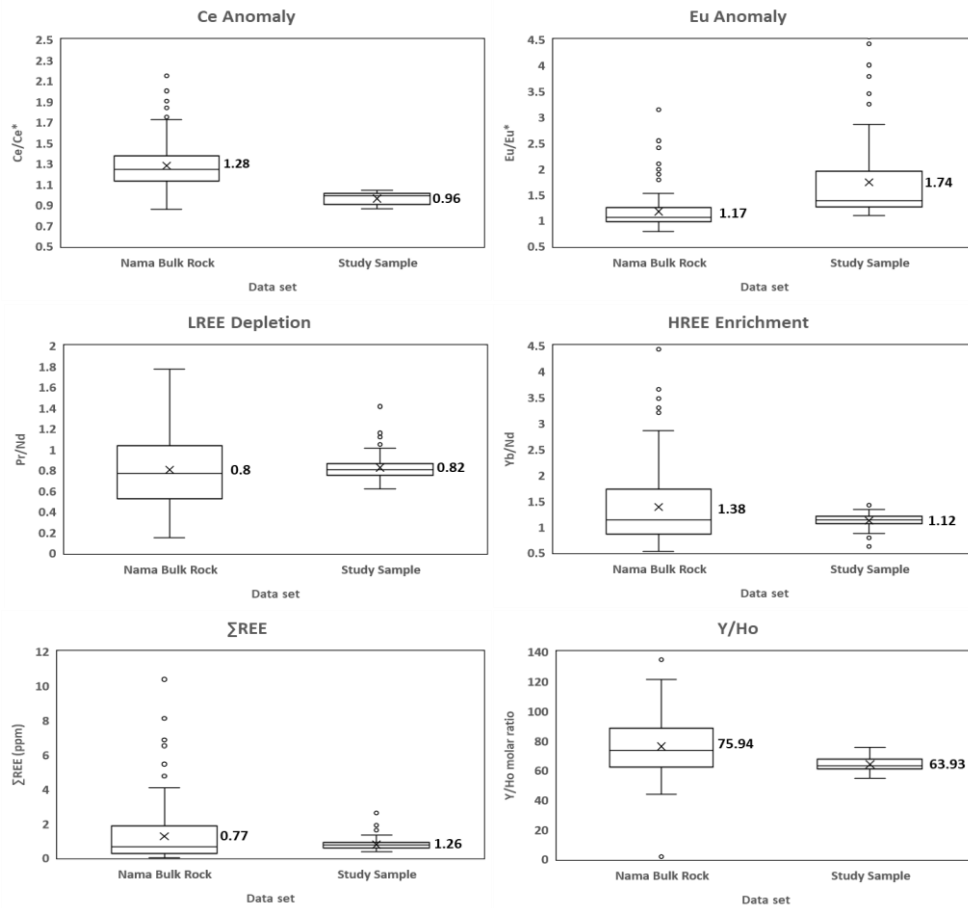 Ce Anomaly
2.5
2.3
2.1
1.9
1.7
1.5
1.3
1.1
0.9
0.7
0.5
Ce/Ce*
1.28
0.96
Nama Bulk Rock
Study Sample
Data set
Eu Anomaly
4.5
4
3.5
3
2.5
2
1.5
1
0.5
Eu/Eu*
1.17
1.74
Nama Bulk Rock
Study Sample
Data set
LREE Depletion
2
1.8
1.6
1.4
1.2
1
0.8
0.6
0.4
0.2
0
Pr/Nd
0.8
0.82
Nama Bulk Rock
Study Sample
Data set
HREE Enrichment
4.5
4
3.5
3
2.5
2
1.5
1
0.5
Yb/Nd
1.38
1.12
Nama Bulk Rock
Study Sample
Data set
∑REE
12
10
8
6
4
2
0
∑REE (ppm)
0.77
1.26
Nama Bulk Rock
Study Sample
Data set
Y/Ho
140
120
100
80
60
40
20
0
Y/Ho molar ratio
75.94
63.93
Nama Bulk Rock
Study Sample
Data set